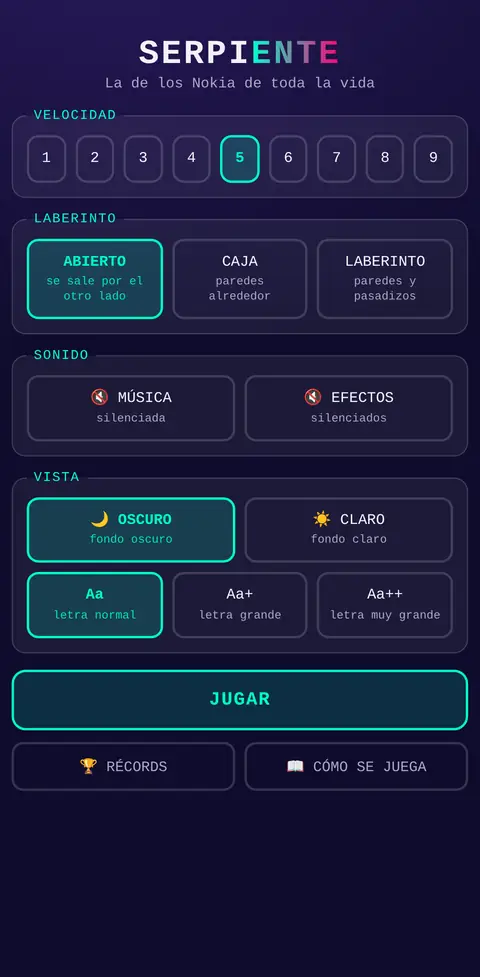 SERPIENTE
La de los Nokia de toda la vida
VELOCIDAD
1 2 3 4 5 6 7 8 9
LABERINTO
ABIERTO
se sale por el
otro lado
CAJA
paredes
alrededor
LABERINTO
paredes y
pasadizos
SONIDO
MÚSICA
silenciada
EFECTOS
silenciados
VISTA
OSCURO
fondo oscuro
CLARO
fondo claro
Aa
letra normal
Aa+
letra grande
Aa++
letra muy grande
JUGAR
RÉCORDS
CÓMO SE JUEGA